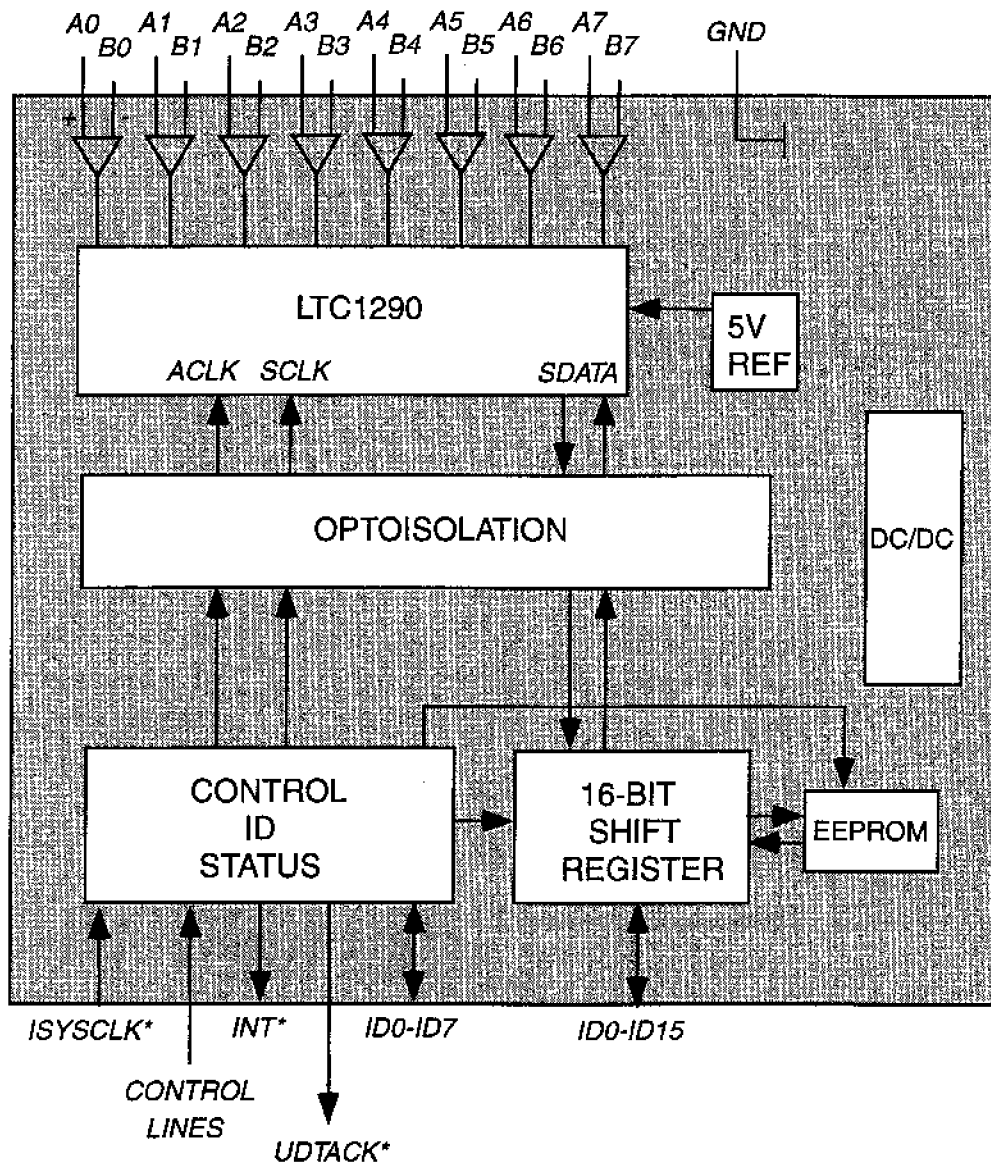 A0 A1 A2 A3 A4 A5 A6 A7
B0 B1 B2 B3 B4 B5 B6 B7
GND
+ -
LTC1290
ACLK SCLK SDATA
5V
REF
OPTOISOLATION
DC/DC
CONTROL
ID
STATUS
16-BIT
SHIFT
REGISTER
EEPROM
ISYSCLK* INT* ID0-ID7 ID0-ID15
CONTROL
LINES
UDTACK*